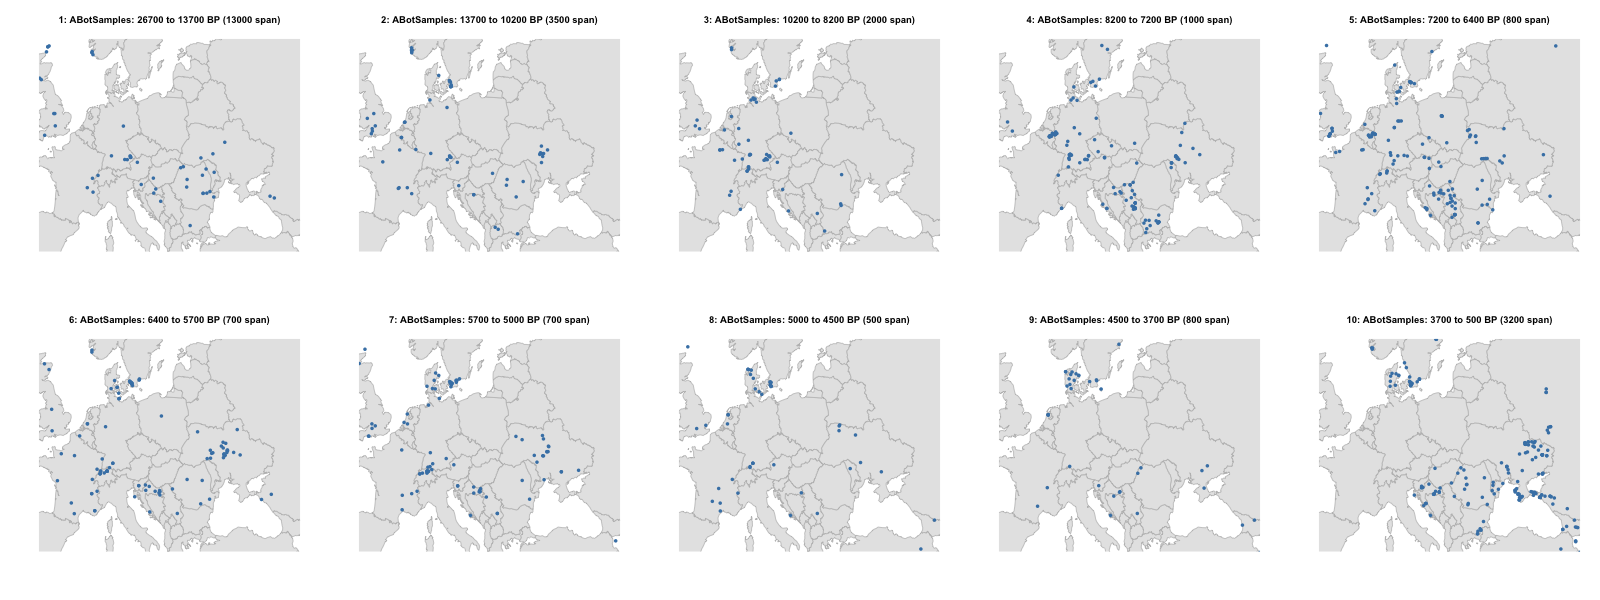 1: ABotSamples: 26700 to 13700 BP (13000 span)
2: ABotSamples: 13700 to 10200 BP (3500 span)
3: ABotSamples: 10200 to 8200 BP (2000 span)
4: ABotSamples: 8200 to 7200 BP (1000 span)
5: ABotSamples: 7200 to 6400 BP (800 span)
6: ABotSamples: 6400 to 5700 BP (700 span)
7: ABotSamples: 5700 to 5000 BP (700 span)
8: ABotSamples: 5000 to 4500 BP (500 span)
9: ABotSamples: 4500 to 3700 BP (800 span)
10: ABotSamples: 3700 to 500 BP (3200 span)